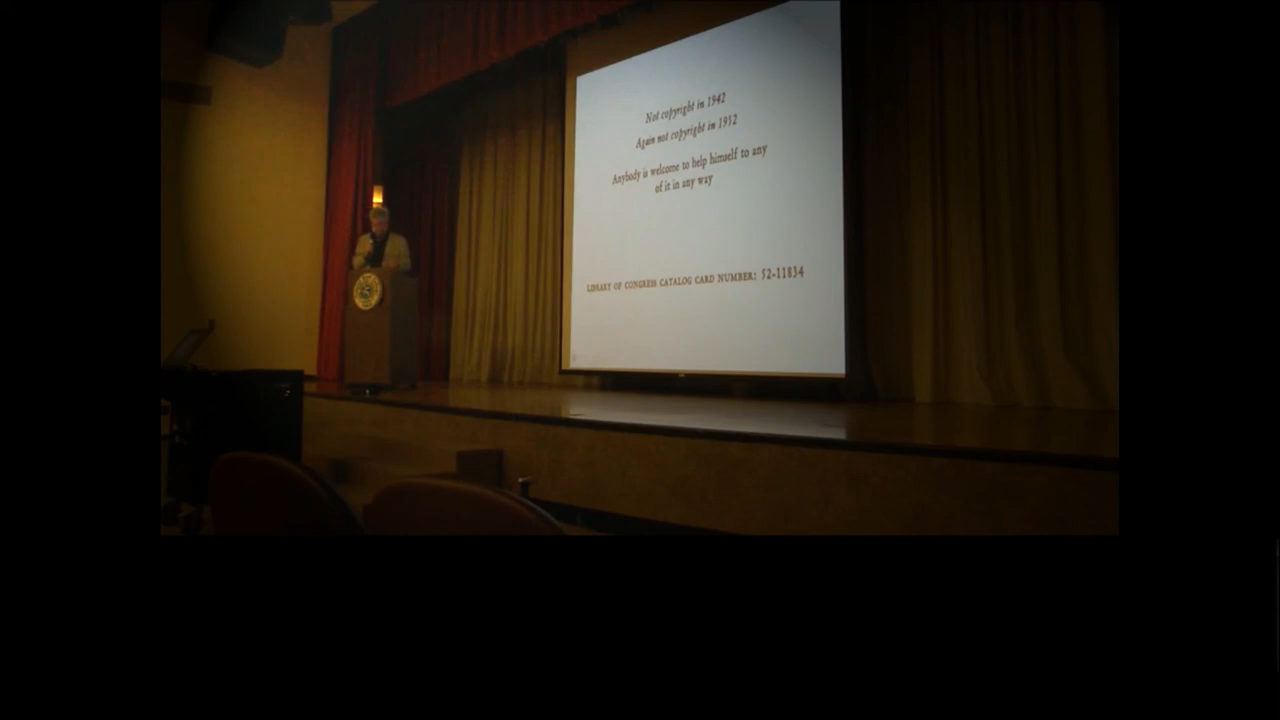 Not copyright in 1942
Again not copyright in 1952
Anybody is welcome to help himself to any
of it in any way
LIBRARY OF CONGRESS CATALOG CARD NUMBER: 52-11834